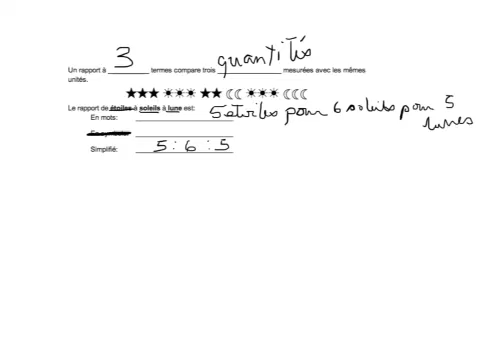 Un rapport à 3 termes compare trois quantités mesurées avec les mêmes
unités.
Le rapport de étoiles à soleils à lune est:
En mots: 5 étoiles pour 6 soleils pour 5 lunes
Simplifié: 5 : 6 : 5